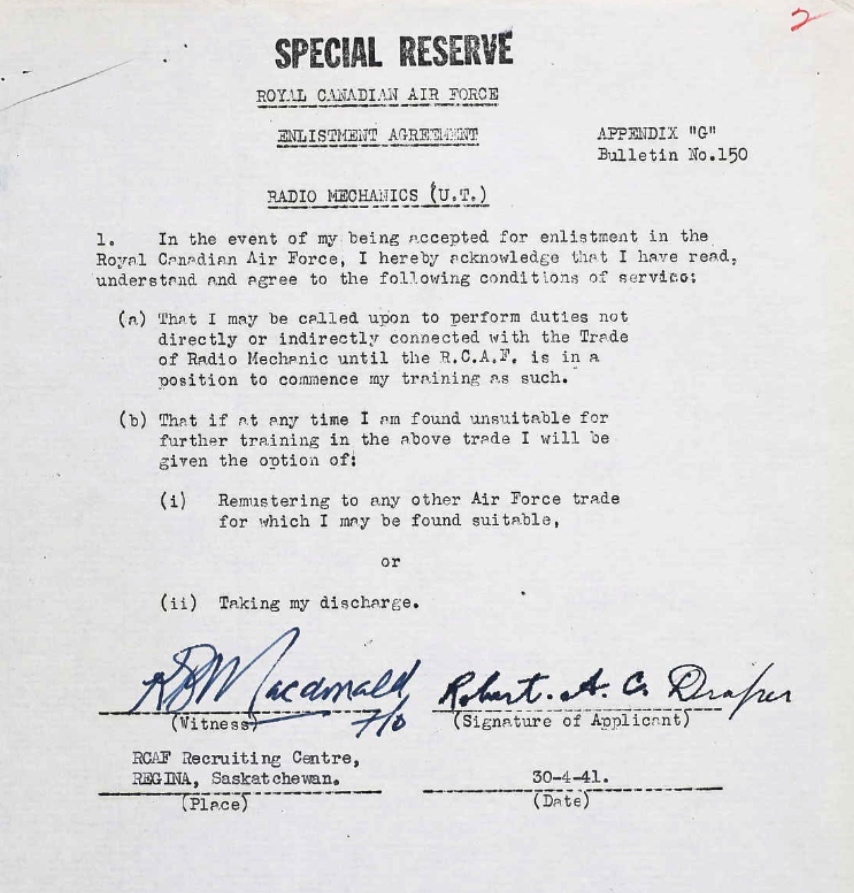 2
SPECIAL RESERVE
ROYAL CANADIAN AIR FORCE
ENLISTMENT AGREEMENT
APPENDIX "G"
Bulletin No.150
RADIO MECHANICS (U.T.)
1. In the event of my being accepted for enlistment in the
Royal Canadian Air Force, I hereby acknowledge that I have read,
understand and agree to the following conditions of service:
(a) That I may be called upon to perform duties not
directly or indirectly connected with the Trade
of Radio Mechanic until the R.C.A.F. is in a
position to commence my training as such.
(b) That if at any time I am found unsuitable for
further training in the above trade I will be
given the option of:
(i) Remustering to any other Air Force trade
for which I may be found suitable,
or
(ii) Taking my discharge.
Macdonald F/O
Robert. A. C. Draper
(Witness)
(Signature of Applicant)
RCAF Recruiting Centre,
REGINA, Saskatchewan.
30-4-41.
(Place)
(Date)